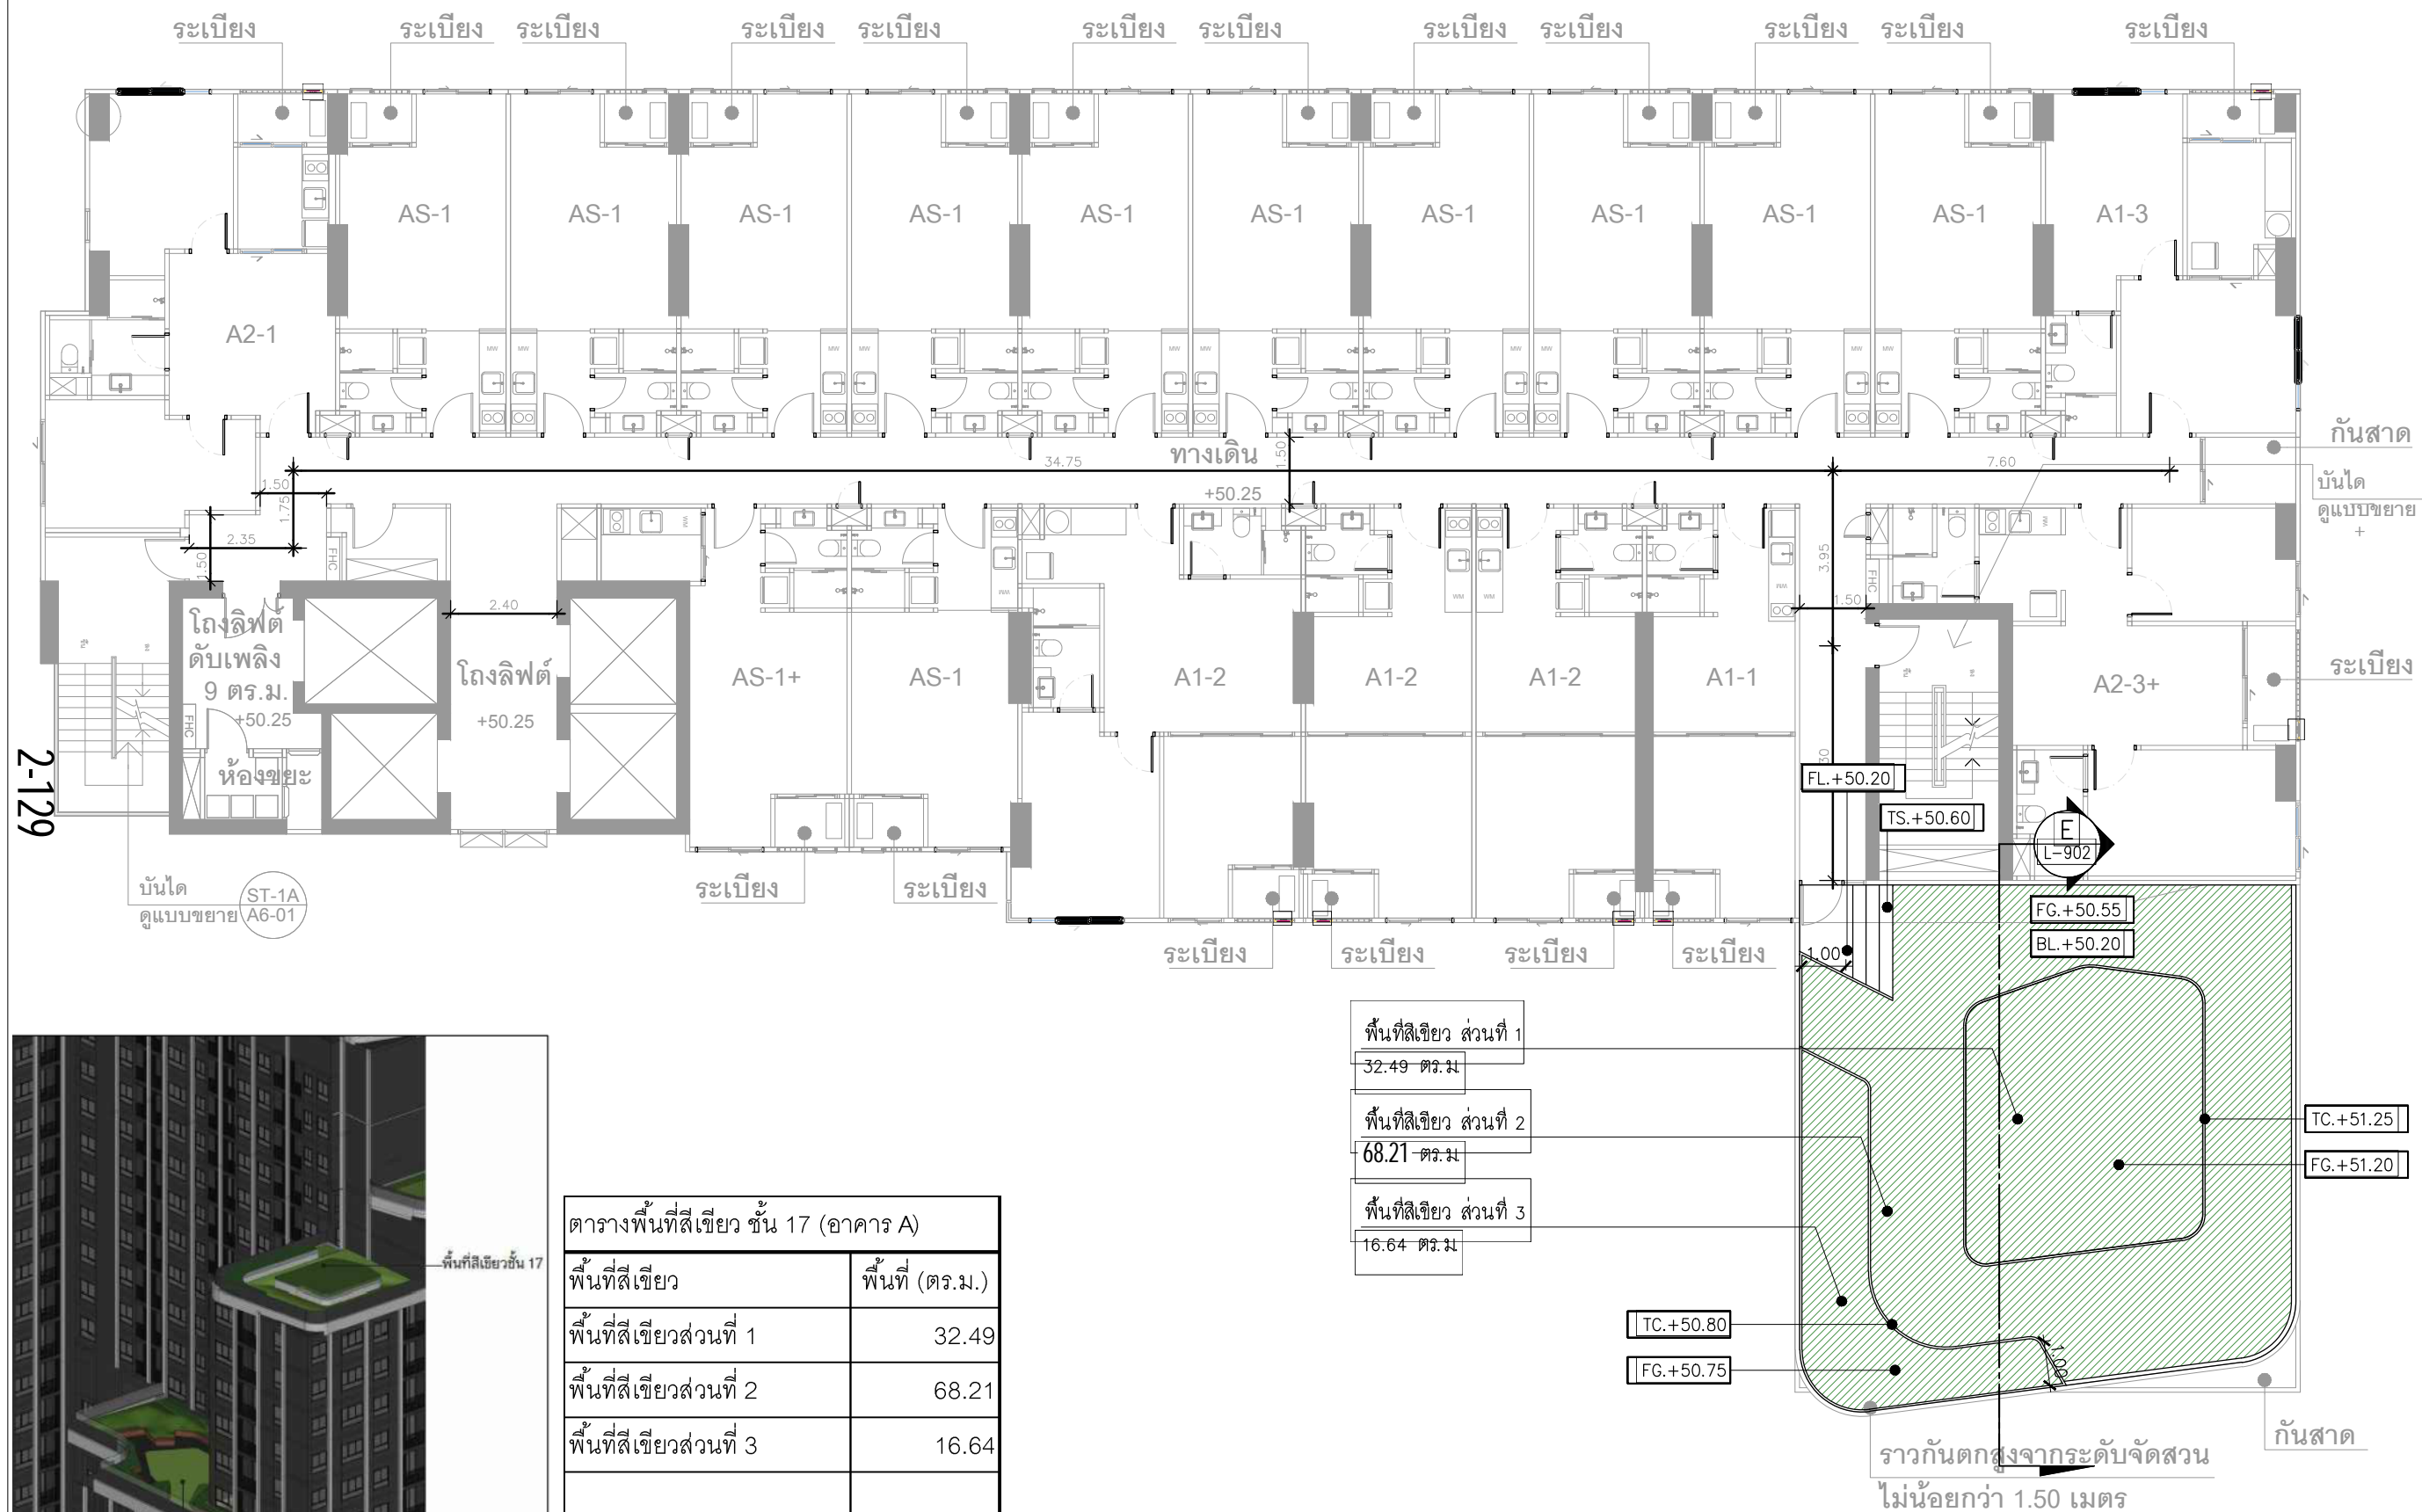 ระเบียง ระเบียง ระเบียง ระเบียง ระเบียง ระเบียง ระเบียง ระเบียง ระเบียง ระเบียง ระเบียง ระเบียง
AS-1 AS-1 AS-1 AS-1 AS-1 AS-1 AS-1 AS-1 AS-1 AS-1 A1-3
A2-1
MW MW MW MW MW MW MW MW MW
กันสาด
ทางเดิน
34.75
1.50
7.60
บันได
ดูแบบขยาย
+
+50.25
1.50
1.75
2.35
1.50
FHC
WM
WM
3.95
FHC
1.50
2.40
โถงลิฟต์
ดับเพลิง
9 ตร.ม.
+50.25
FHC
โถงลิฟต์
+50.25
ห้องขยะ
WM
WM
WM
WM
AS-1+ AS-1 A1-2 A1-2 A1-2 A1-1 A2-3+
ระเบียง
30
FL.+50.20
TS.+50.60
E
L-902
2-129
บันได
ดูแบบขยาย
ST-1A
A6-01
ระเบียง ระเบียง
ระเบียง ระเบียง ระเบียง ระเบียง
FG.+50.55
BL.+50.20
1.00
พื้นที่สีเขียว ส่วนที่ 1
32.49 ตร.ม
พื้นที่สีเขียว ส่วนที่ 2
68.21 ตร.ม
พื้นที่สีเขียว ส่วนที่ 3
16.64 ตร.ม
TC.+51.25
FG.+51.20
TC.+50.80
FG.+50.75
1.00
กันสาด
ราวกันตกสูงจากระดับจัดสวน
ไม่น้อยกว่า 1.50 เมตร
พื้นที่สีเขียวชั้น 17
ตารางพื้นที่สีเขียว ชั้น 17 (อาคาร A)
พื้นที่สีเขียว พื้นที่ (ตร.ม.)
พื้นที่สีเขียวส่วนที่ 1 32.49
พื้นที่สีเขียวส่วนที่ 2 68.21
พื้นที่สีเขียวส่วนที่ 3 16.64